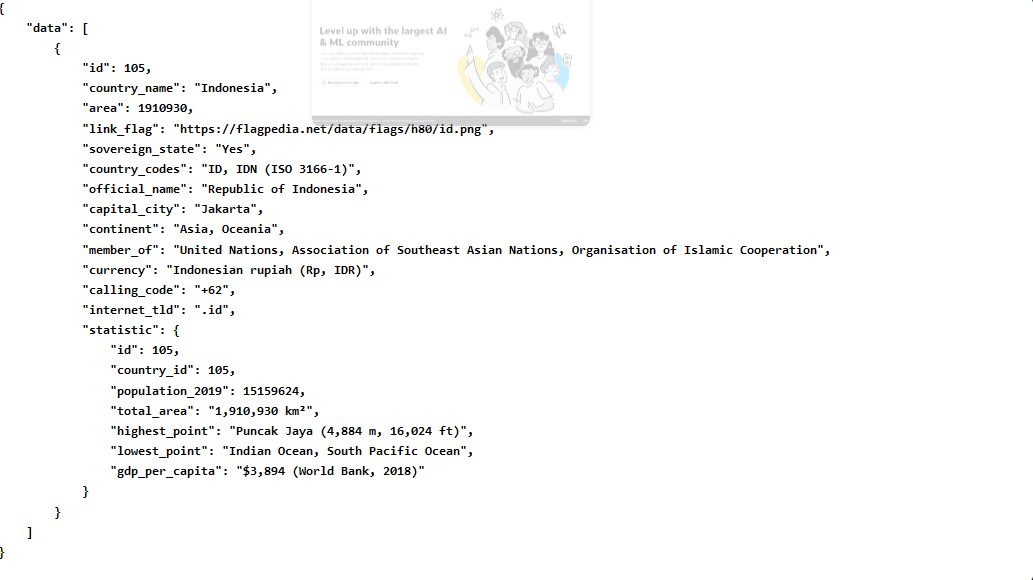 {
    "data": [
        {
            "id": 105,
            "country_name": "Indonesia",
            "area": 1910930,
            "link_flag": "https://flagpedia.net/data/flags/h80/id.png",
            "sovereign_state": "Yes",
            "country_codes": "ID, IDN (ISO 3166-1)",
            "official_name": "Republic of Indonesia",
            "capital_city": "Jakarta",
            "continent": "Asia, Oceania",
            "member_of": "United Nations, Association of Southeast Asian Nations, Organisation of Islamic Cooperation",
            "currency": "Indonesian rupiah (Rp, IDR)",
            "calling_code": "+62",
            "internet_tld": ".id",
            "statistic": {
                "id": 105,
                "country_id": 105,
                "population_2019": 15159624,
                "total_area": "1,910,930 km²",
                "highest_point": "Puncak Jaya (4,884 m, 16,024 ft)",
                "lowest_point": "Indian Ocean, South Pacific Ocean",
                "gdp_per_capita": "$3,894 (World Bank, 2018)"
            }
        }
    ]
}
Level up with the largest AI
& ML community